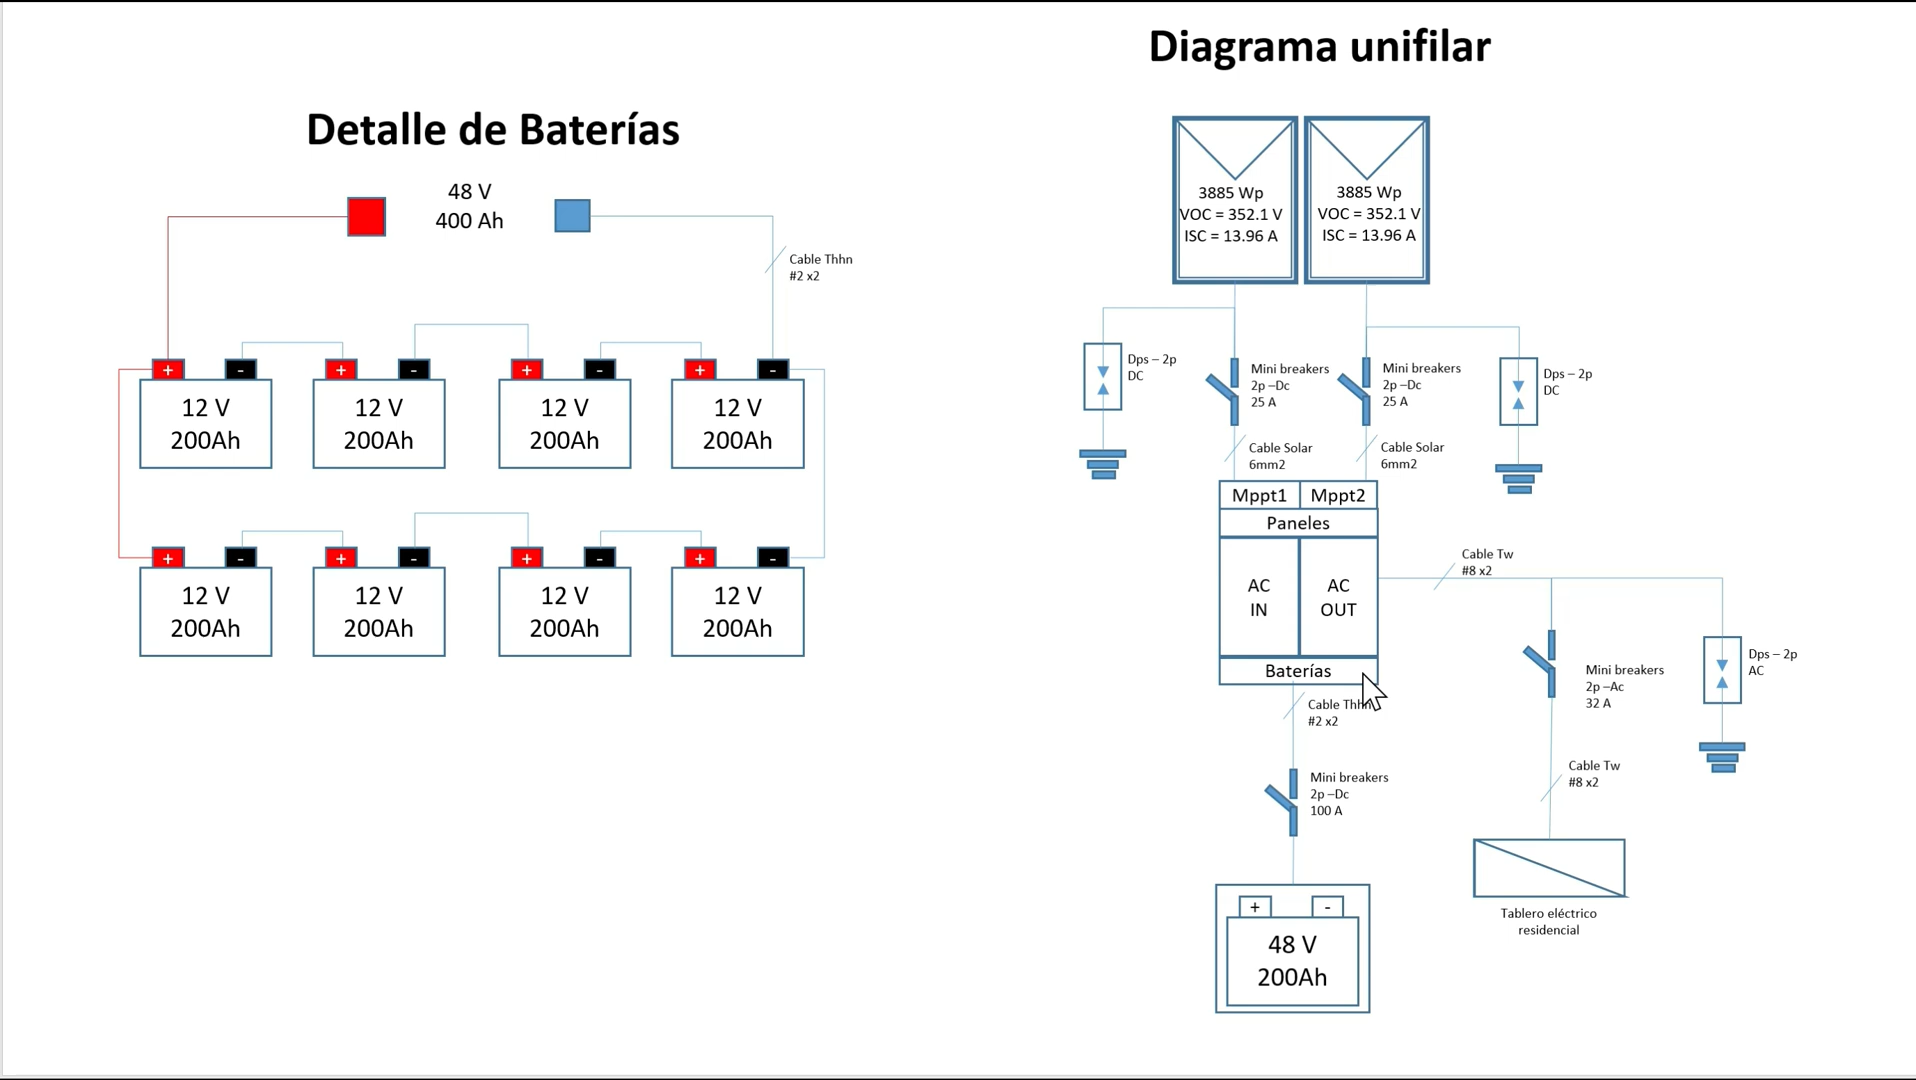 Diagrama unifilar
Detalle de Baterías
48 V
400 Ah
Cable Thhn
#2 x2
+ - + - + - + -
12 V
200Ah
12 V
200Ah
12 V
200Ah
12 V
200Ah
+ - + - + - + -
12 V
200Ah
12 V
200Ah
12 V
200Ah
12 V
200Ah
3885 Wp
VOC = 352.1 V
ISC = 13.96 A
3885 Wp
VOC = 352.1 V
ISC = 13.96 A
Dps – 2p
DC
Mini breakers
2p –Dc
25 A
Mini breakers
2p –Dc
25 A
Dps – 2p
DC
Cable Solar
6mm2
Cable Solar
6mm2
Mppt1
Mppt2
Paneles
AC
IN
AC
OUT
Baterías
Cable Tw
#8 x2
Mini breakers
2p –Ac
32 A
Dps – 2p
AC
Cable Thhn
#2 x2
Mini breakers
2p –Dc
100 A
Cable Tw
#8 x2
+ -
48 V
200Ah
Tablero eléctrico
residencial